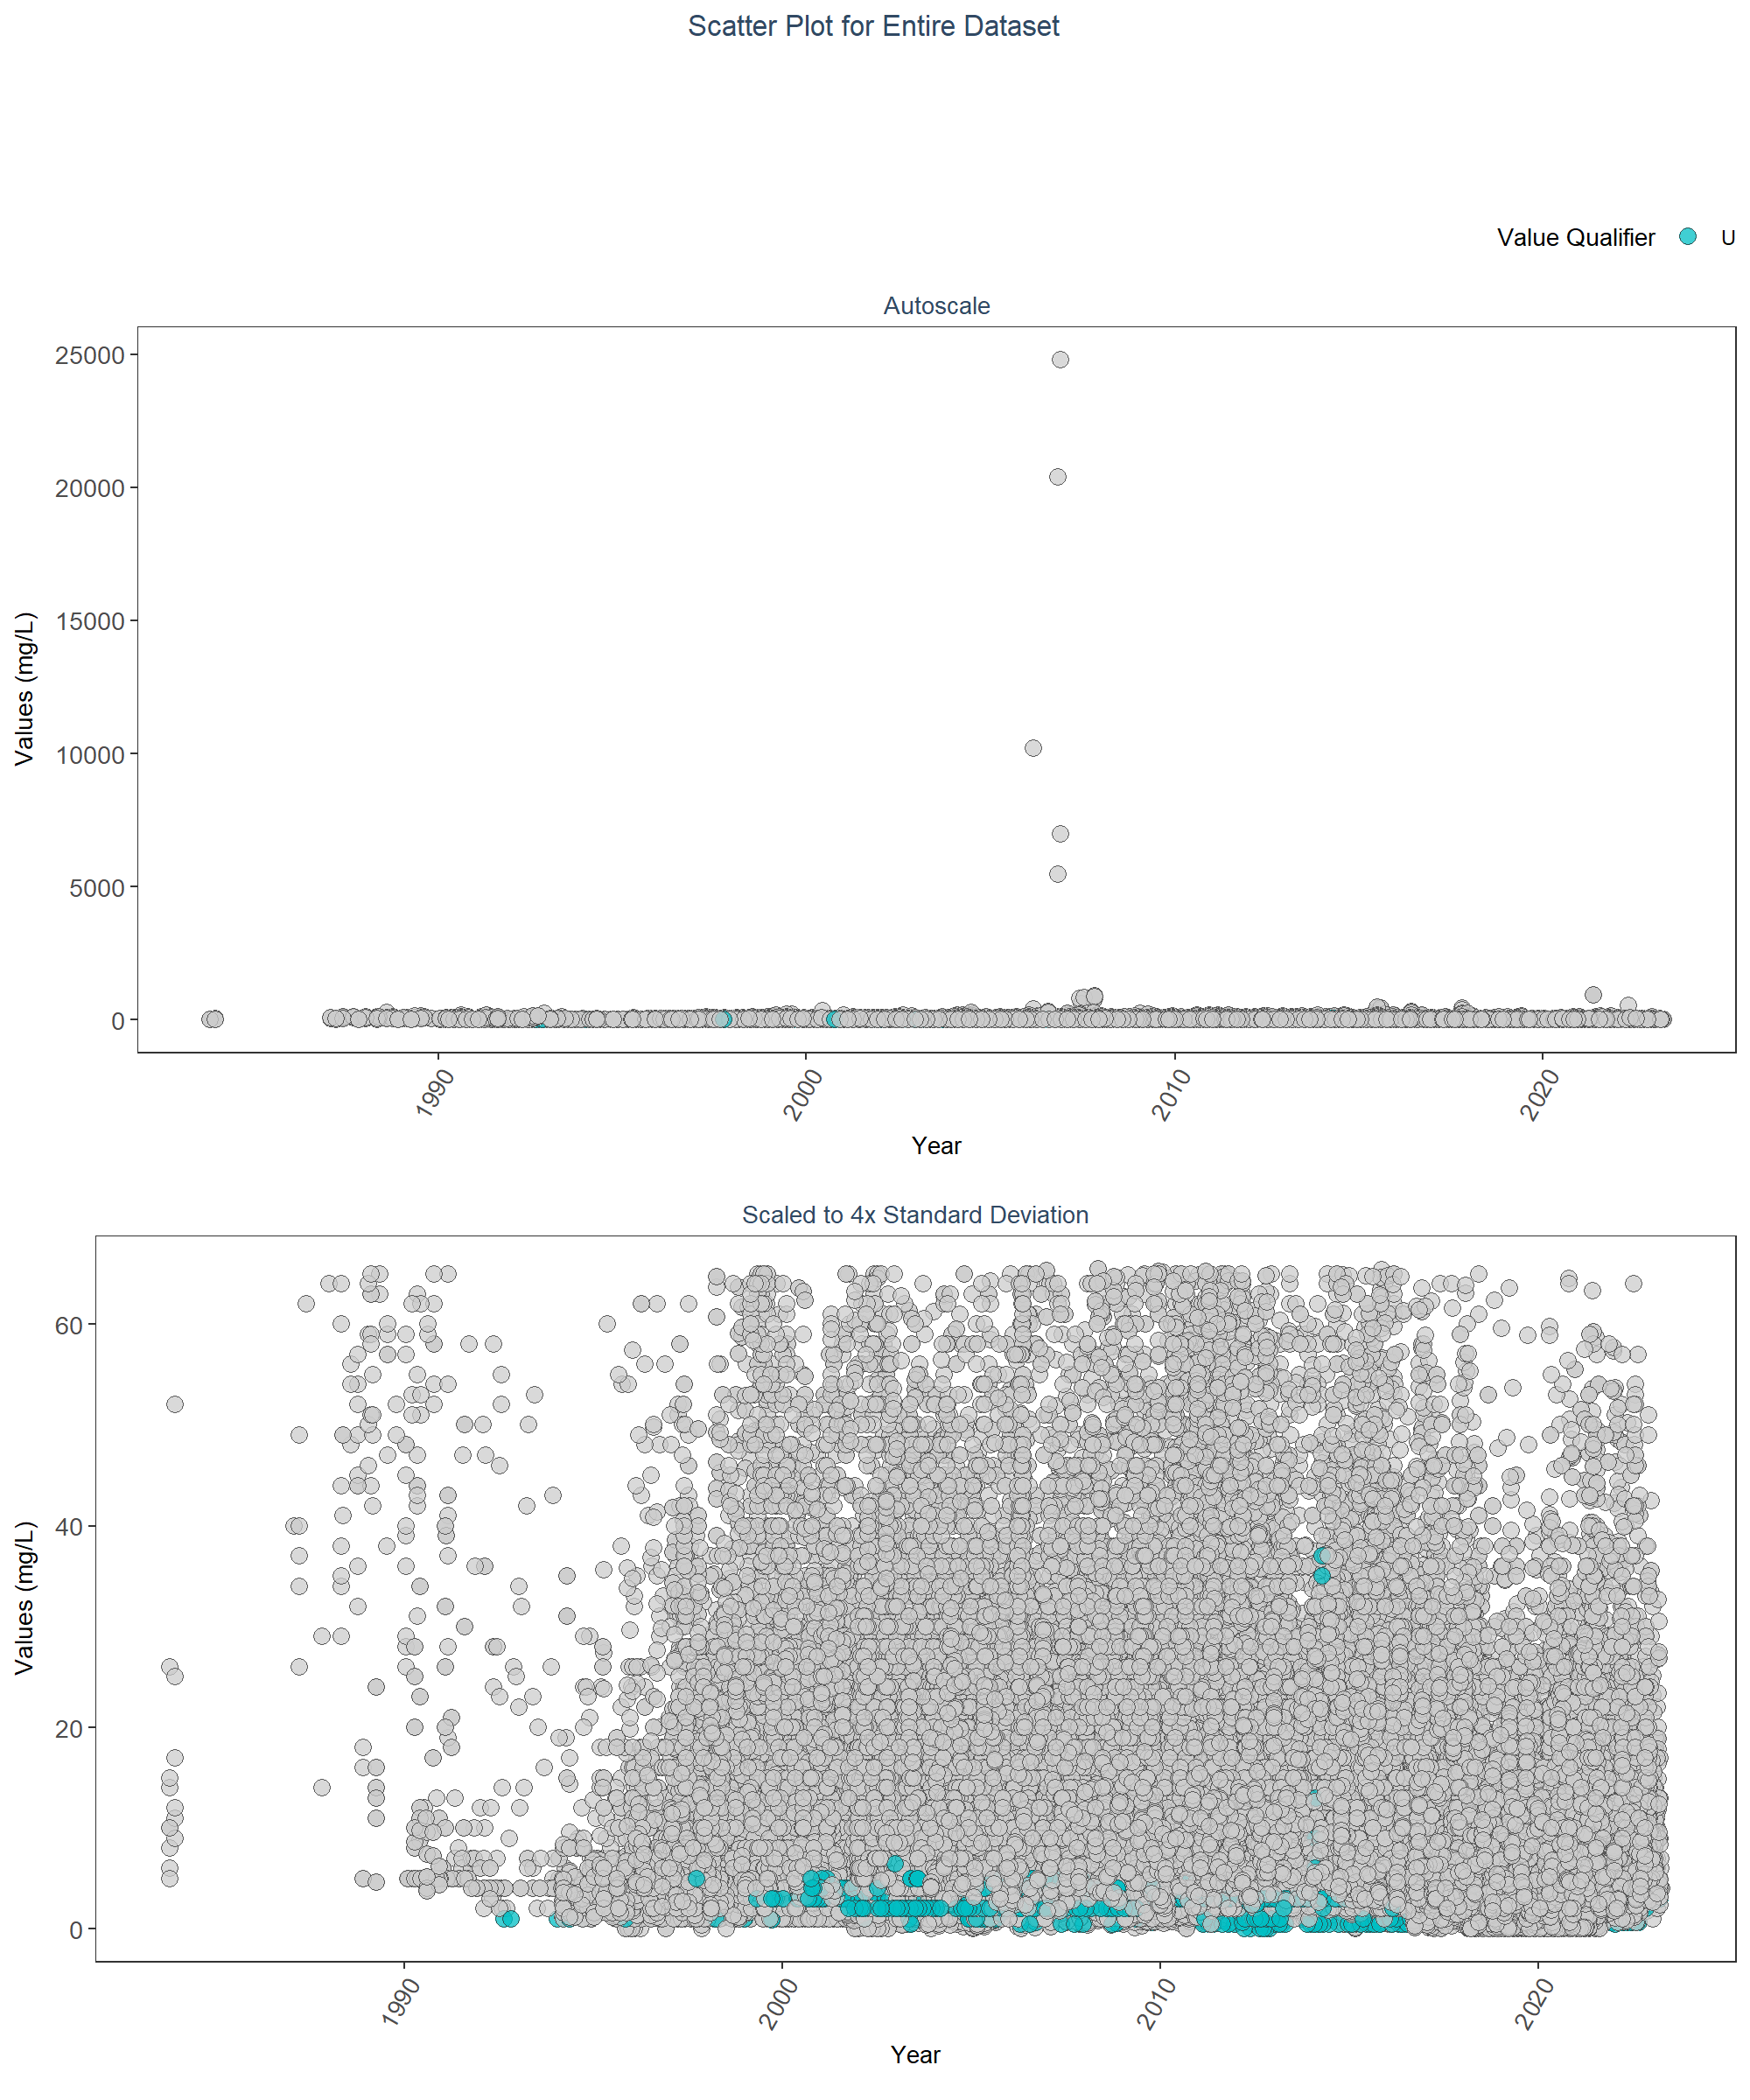 Scatter Plot for Entire Dataset
Value Qualifier U
Autoscale
25000
20000
15000
10000
5000
0
Values (mg/L)
1990 2000 2010 2020
Year
Scaled to 4x Standard Deviation
60
40
20
0
Values (mg/L)
1990 2000 2010 2020
Year